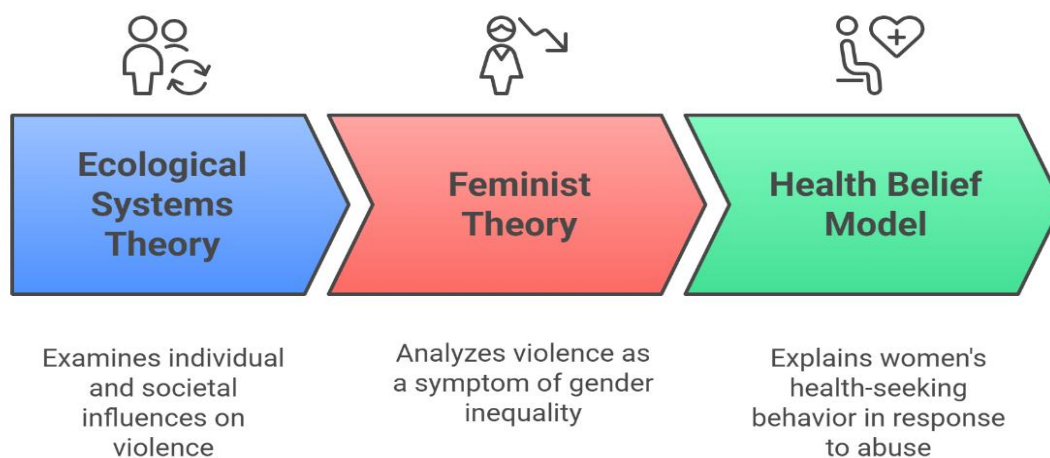 Ecological
Systems
Theory
Feminist
Theory
Health Belief
Model
Examines individual
and societal
influences on
violence
Analyzes violence as
a symptom of gender
inequality
Explains women's
health-seeking
behavior in response
to abuse